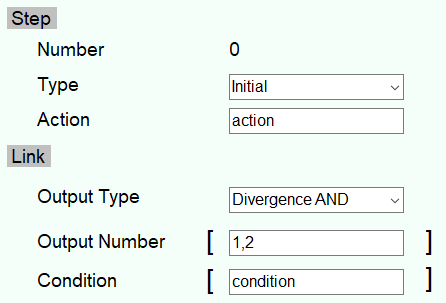 Step
Number 0
Type Initial
Action action
Link
Output Type Divergence AND
Output Number [ 1,2 ]
Condition [ condition ]